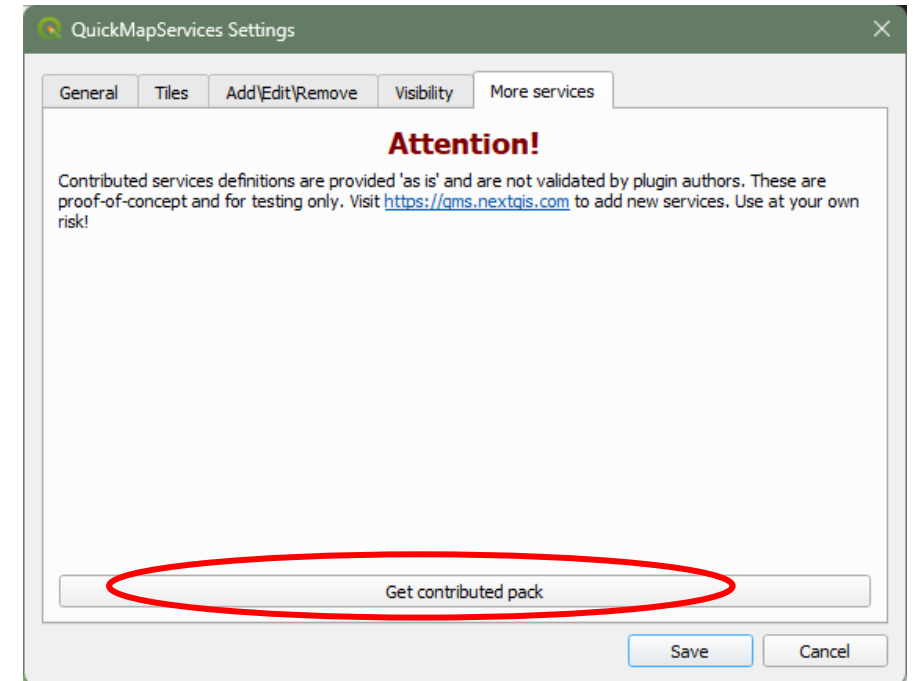 QuickMapServices Settings
General Tiles Add\Edit\Remove Visibility More services
Attention!
Contributed services definitions are provided 'as is' and are not validated by plugin authors. These are
proof-of-concept and for testing only. Visit https://qms.nextgis.com to add new services. Use at your own
risk!
Get contributed pack
Save Cancel